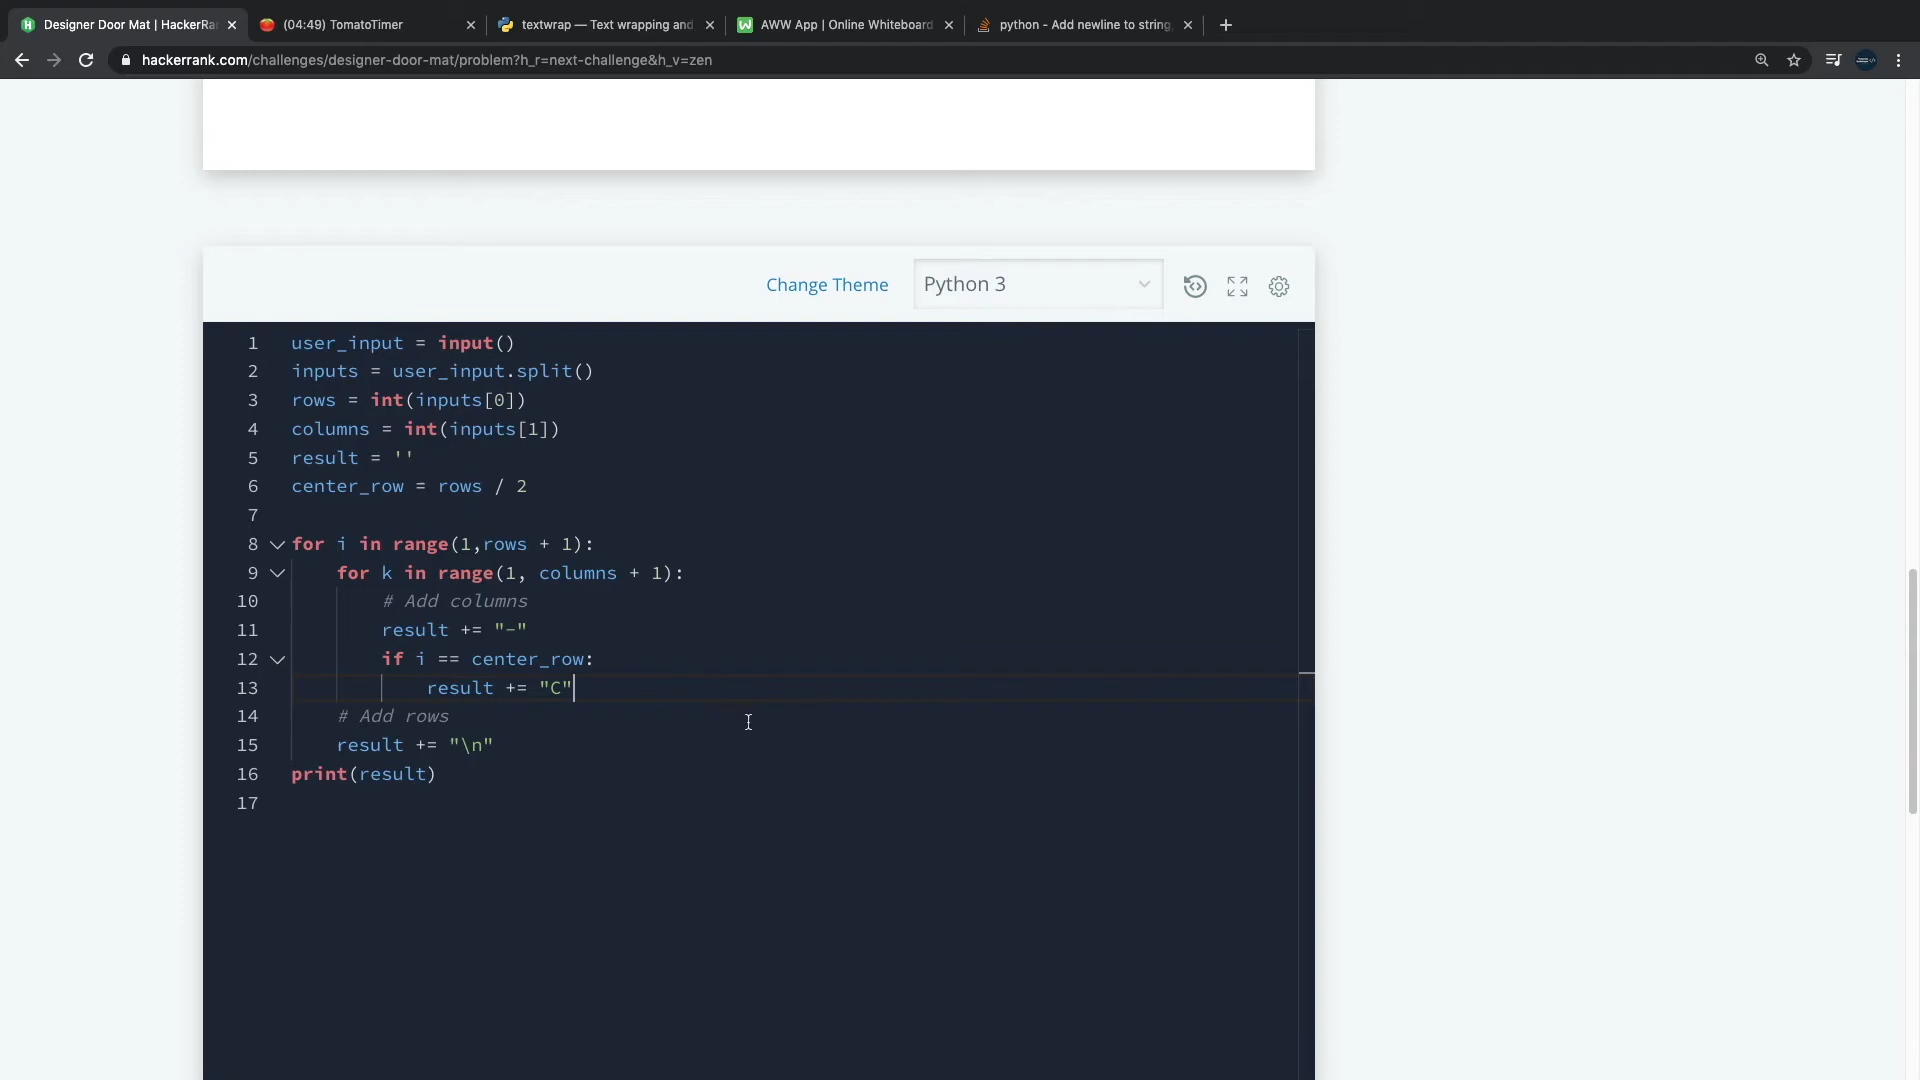 Designer Door Mat | HackerRa
(04:49) TomatoTimer
textwrap — Text wrapping and
AWW App | Online Whiteboard
python - Add newline to string,
hackerrank.com/challenges/designer-door-mat/problem?h_r=next-challenge&h_v=zen
Change Theme
Python 3
1 user_input = input()
2 inputs = user_input.split()
3 rows = int(inputs[0])
4 columns = int(inputs[1])
5 result = ''
6 center_row = rows / 2
7
8 for i in range(1,rows + 1):
9 for k in range(1, columns + 1):
10 # Add columns
11 result += "-"
12 if i == center_row:
13 result += "C"
14 # Add rows
15 result += "\n"
16 print(result)
17